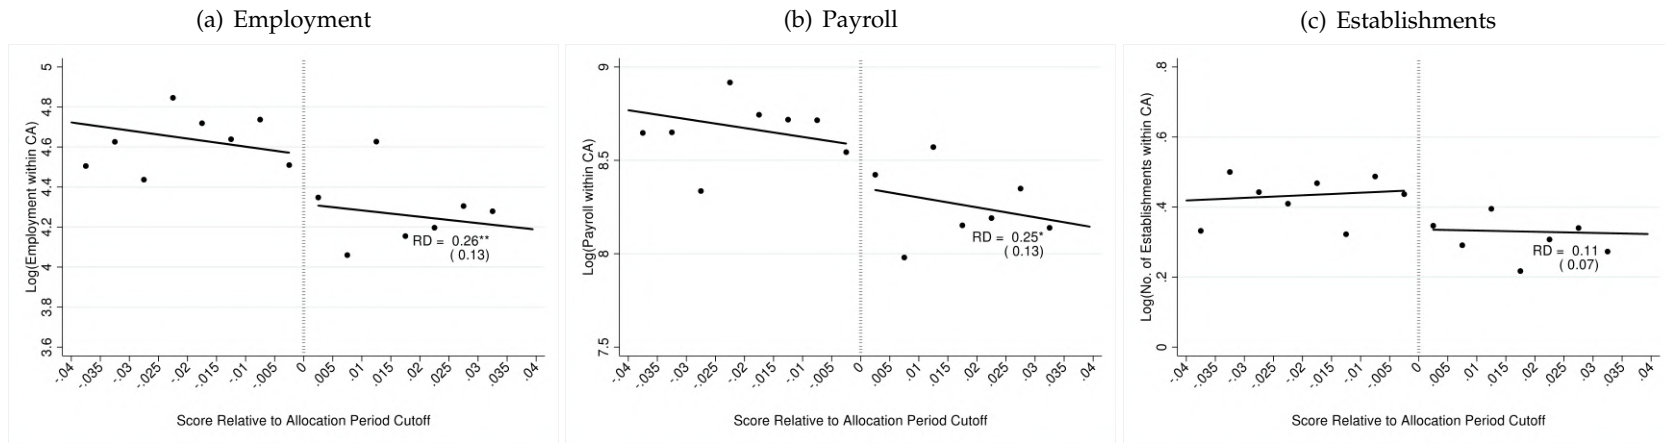 (a) Employment
Log(Employment within CA)
5
4.8
4.6
4.4
4.2
4
3.8
3.6
RD = 0.26**
( 0.13)
-.04 -.035 -.03 -.025 -.02 -.015 -.01 -.005 0 .005 .01 .015 .02 .025 .03 .035 .04
Score Relative to Allocation Period Cutoff
(b) Payroll
Log(Payroll within CA)
9
8.5
8
7.5
RD = 0.25*
( 0.13)
-.04 -.035 -.03 -.025 -.02 -.015 -.01 -.005 0 .005 .01 .015 .02 .025 .03 .035 .04
Score Relative to Allocation Period Cutoff
(c) Establishments
Log(No. of Establishments within CA)
.8
.6
.4
.2
0
RD = 0.11
( 0.07)
-.04 -.035 -.03 -.025 -.02 -.015 -.01 -.005 0 .005 .01 .015 .02 .025 .03 .035 .04
Score Relative to Allocation Period Cutoff